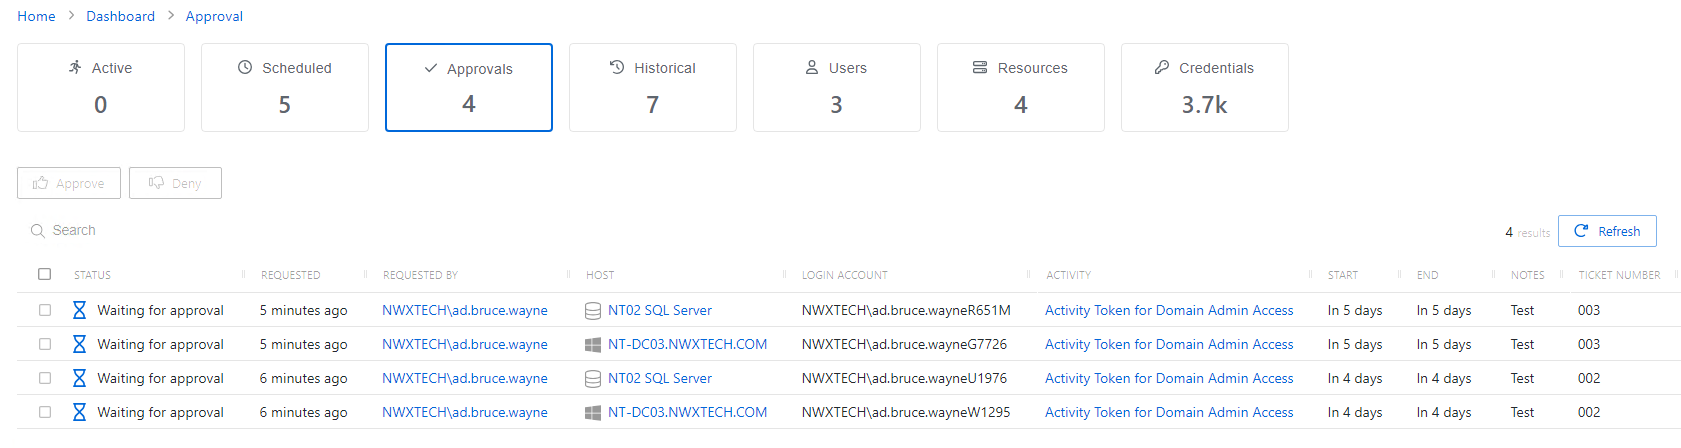 Home > Dashboard > Approval
Active Scheduled Approvals Historical Users Resources Credentials
0 5 4 7 3 4 3.7k
Approve Deny
Search 4 results Refresh
STATUS REQUESTED REQUESTED BY HOST LOGIN ACCOUNT ACTIVITY START END NOTES TICKET NUMBER
Waiting for approval 5 minutes ago NWXTECH\ad.bruce.wayne NT02 SQL Server NWXTECH\ad.bruce.wayneR651M Activity Token for Domain Admin Access In 5 days In 5 days Test 003
Waiting for approval 5 minutes ago NWXTECH\ad.bruce.wayne NT-DC03.NWXTECH.COM NWXTECH\ad.bruce.wayneG7726 Activity Token for Domain Admin Access In 5 days In 5 days Test 003
Waiting for approval 6 minutes ago NWXTECH\ad.bruce.wayne NT02 SQL Server NWXTECH\ad.bruce.wayneU1976 Activity Token for Domain Admin Access In 4 days In 4 days Test 002
Waiting for approval 6 minutes ago NWXTECH\ad.bruce.wayne NT-DC03.NWXTECH.COM NWXTECH\ad.bruce.wayneW1295 Activity Token for Domain Admin Access In 4 days In 4 days Test 002